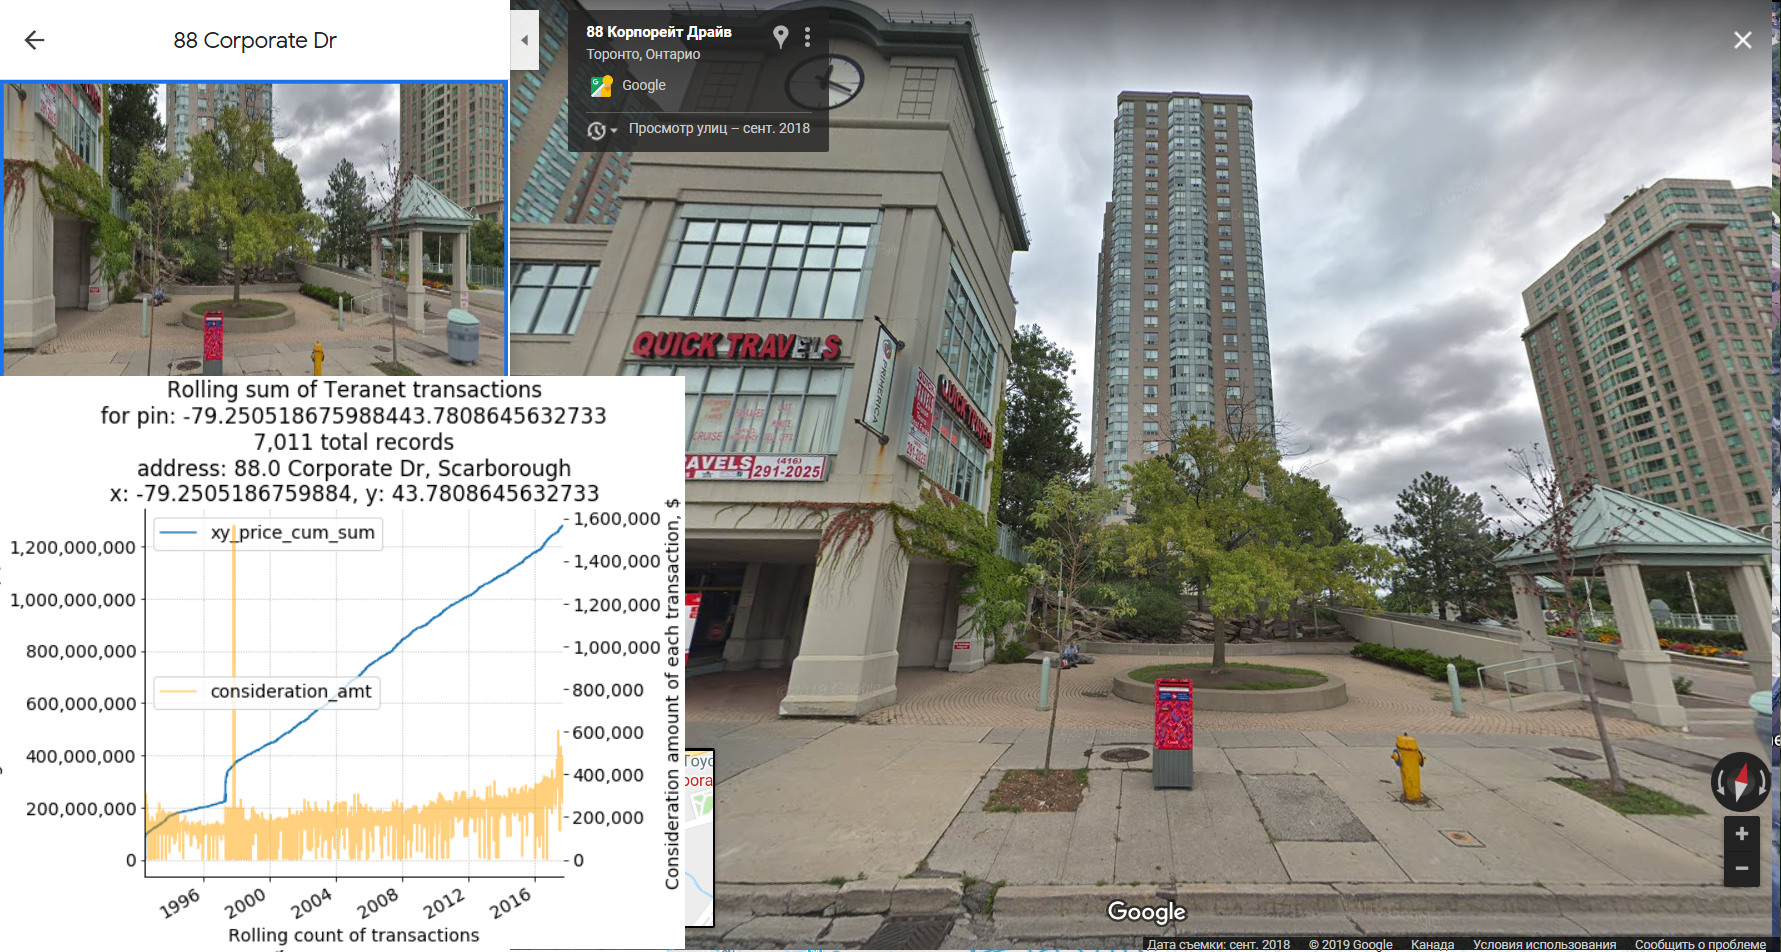 88 Corporate Dr
88 Корпорейт Драйв
Торонто, Онтарио
Google
Просмотр улиц – сент. 2018
QUICK TRAVELS
PRIMERICA
QUICK TRAVELS
CRUISE
AVELS (416) 291-2025
Rolling sum of Teranet transactions
for pin: -79.250518675988443.7808645632733
7,011 total records
address: 88.0 Corporate Dr, Scarborough
x: -79.2505186759884, y: 43.7808645632733
xy_price_cum_sum
consideration_amt
1,200,000,000
1,000,000,000
800,000,000
600,000,000
400,000,000
200,000,000
0
1,600,000
1,400,000
1,200,000
1,000,000
800,000
600,000
400,000
200,000
0
Consideration amount of each transaction, $
1996
2000
2004
2008
2012
2016
Rolling count of transactions
Google
Дата съемки: сент. 2018
© 2019 Google
Канада
Условия использования
Сообщить о проблеме